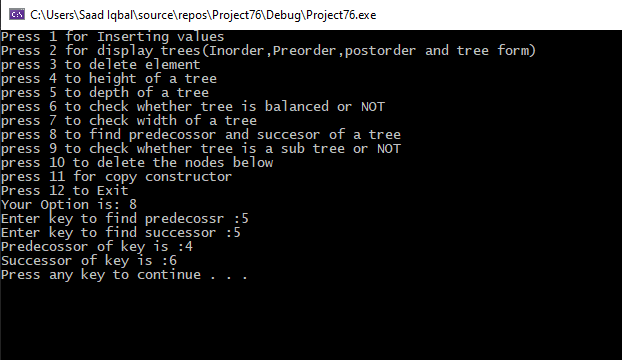 C:\Users\Saad Iqbal\source\repos\Project76\Debug\Project76.exe
Press 1 for Inserting values
Press 2 for display trees(Inorder,Preorder,postorder and tree form)
press 3 to delete element
press 4 to height of a tree
press 5 to depth of a tree
press 6 to check whether tree is balanced or NOT
press 7 to check width of a tree
press 8 to find predecossor and succesor of a tree
press 9 to check whether tree is a sub tree or NOT
press 10 to delete the nodes below
press 11 for copy constructor
Press 12 to Exit
Your Option is: 8
Enter key to find predecossr :5
Enter key to find successor :5
Predecossor of key is :4
Successor of key is :6
Press any key to continue . . .